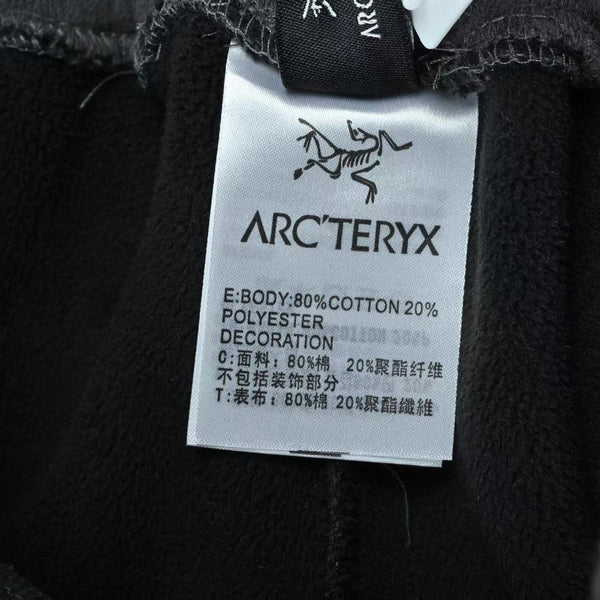 ARC
ARC'TERYX
E:BODY:80%COTTON 20%
POLYESTER
DECORATION
C:面料：80%棉 20%聚酯纤维
不包括装饰部分
T:表布：80%棉 20%聚酯纖維